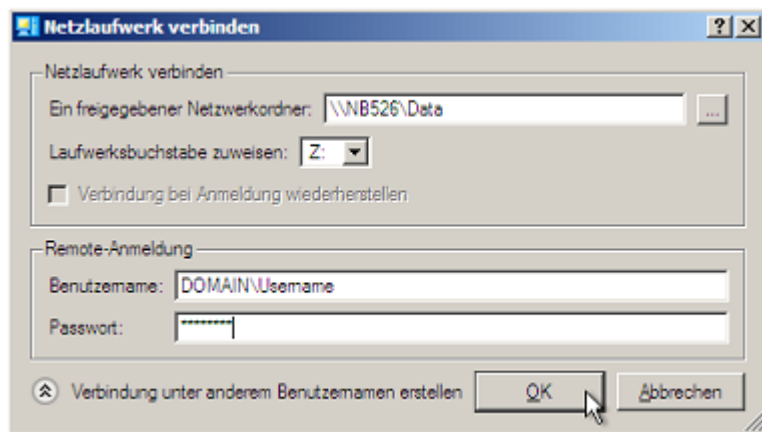 Netzlaufwerk verbinden
Netzlaufwerk verbinden
Ein freigegebener Netzwerkordner: \\NB526\Data ...
Laufwerksbuchstabe zuweisen: Z:
Verbindung bei Anmeldung wiederherstellen
Remote-Anmeldung
Benutzername: DOMAIN\Username
Passwort: ********
Verbindung unter anderem Benutzernamen erstellen OK Abbrechen